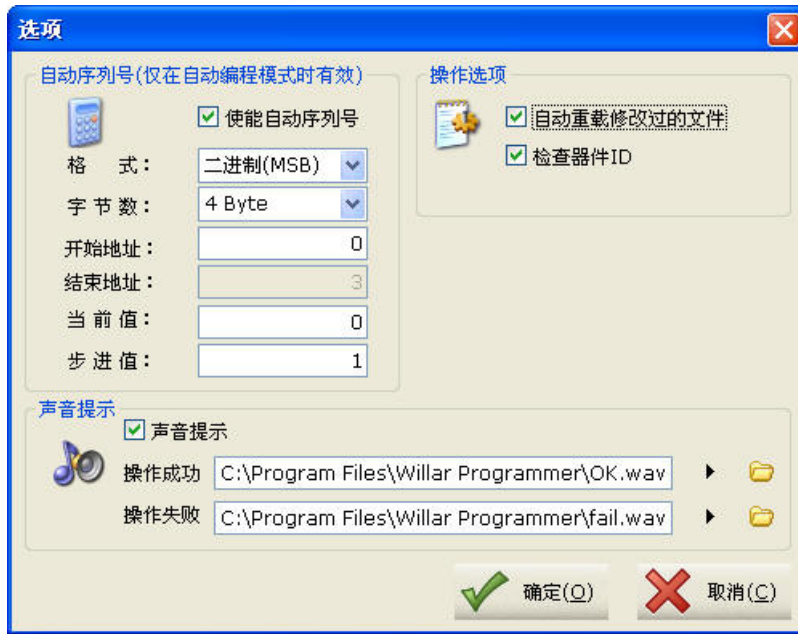 选项
自动序列号(仅在自动编程模式时有效)
使能自动序列号
格 式：
二进制(MSB)
字 节 数：
4 Byte
开始地址：
0
结束地址：
3
当 前 值：
0
步 进 值：
1
操作选项
自动重载修改过的文件
检查器件ID
声音提示
声音提示
操作成功
C:\Program Files\Willar Programmer\OK.wav
操作失败
C:\Program Files\Willar Programmer\fail.wav
确定(O)
取消(C)